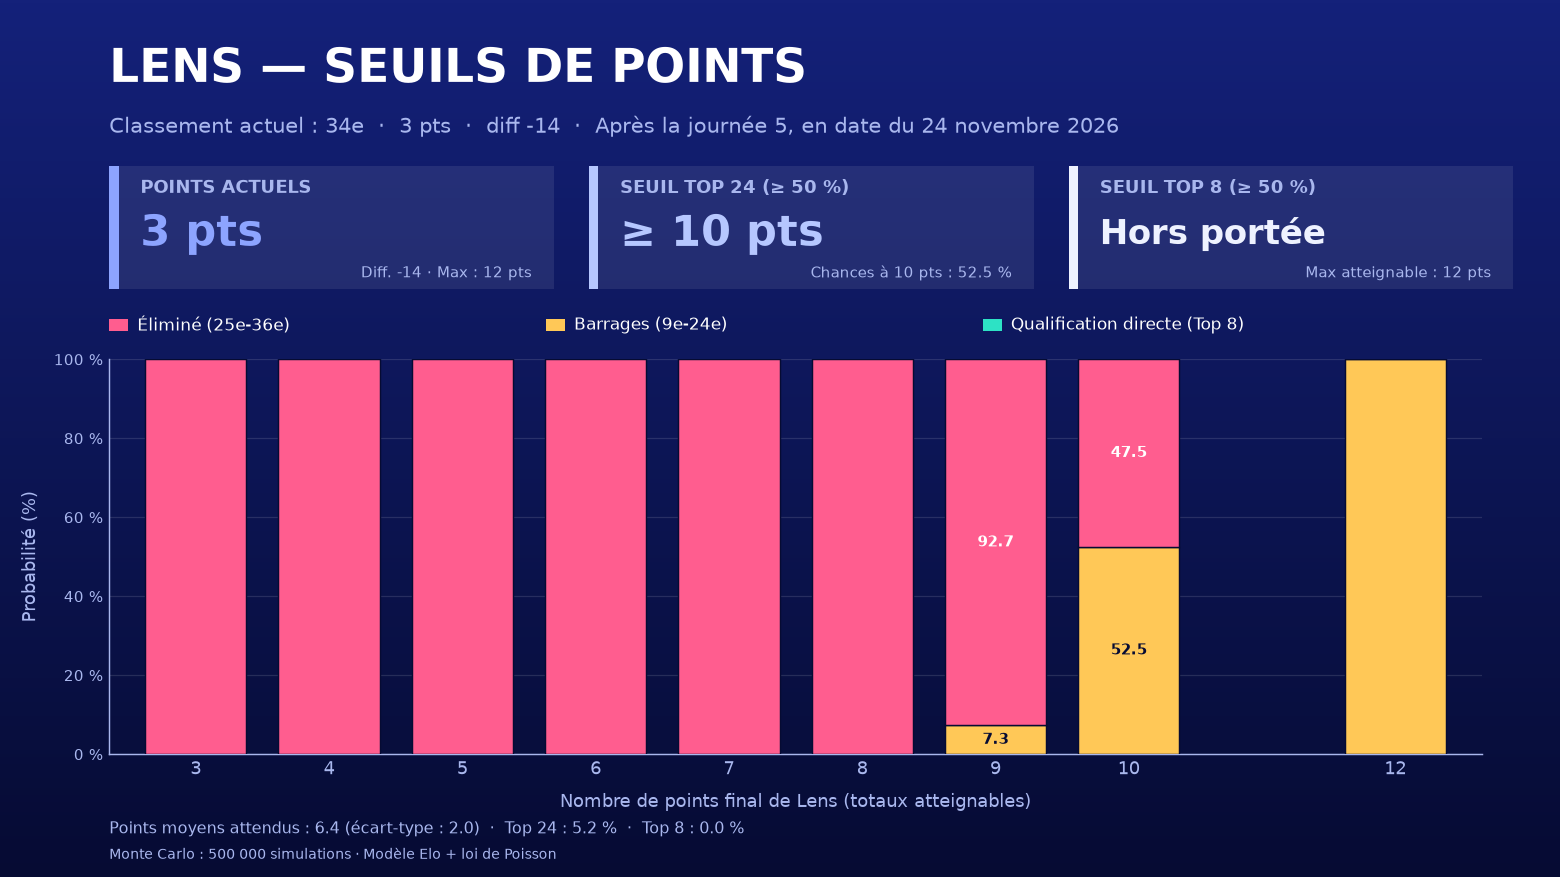 LENS — SEUILS DE POINTS
Classement actuel : 34e · 3 pts · diff -14 · Après la journée 5, en date du 24 novembre 2026
POINTS ACTUELS
3 pts
Diff. -14 · Max : 12 pts
SEUIL TOP 24 (≥ 50 %)
≥ 10 pts
Chances à 10 pts : 52.5 %
SEUIL TOP 8 (≥ 50 %)
Hors portée
Max atteignable : 12 pts
Éliminé (25e-36e)
Barrages (9e-24e)
Qualification directe (Top 8)
Probabilité (%)
100 %
80 %
60 %
40 %
20 %
0 %
92.7
7.3
47.5
52.5
3 4 5 6 7 8 9 10 12
Nombre de points final de Lens (totaux atteignables)
Points moyens attendus : 6.4 (écart-type : 2.0) · Top 24 : 5.2 % · Top 8 : 0.0 %
Monte Carlo : 500 000 simulations · Modèle Elo + loi de Poisson